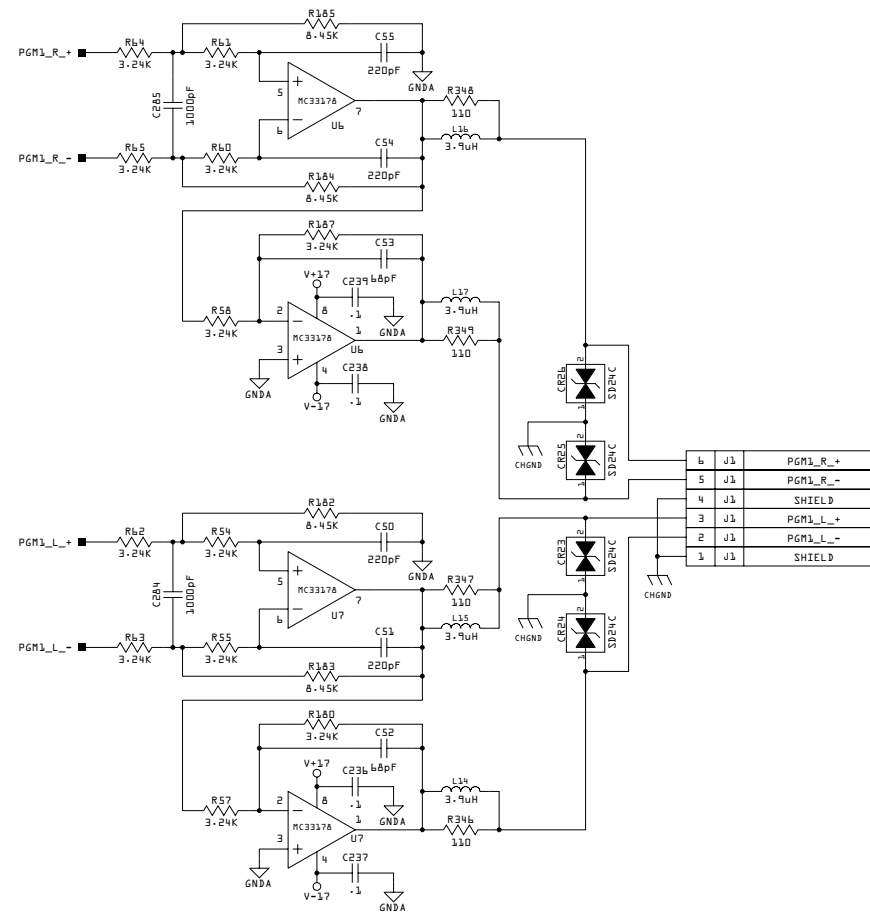 R185
8.45K
PGM1_R_+
R64
3.24K
R61
3.24K
C55
220pF
GNDA
C285
1000pF
5
6
MC33178
7
U6
R348
110
L16
3.9uH
PGM1_R_-
R65
3.24K
R60
3.24K
C54
220pF
R184
8.45K
R187
3.24K
C53
68pF
V+17
C239
.1
GNDA
8
R58
3.24K
2
3
MC33178
1
U6
4
GNDA
C238
.1
V-17
GNDA
L17
3.9uH
R349
110
2
CR26
SD24C
1
CHGND
2
CR25
SD24C
1
6 J1 PGM1_R_+
5 J1 PGM1_R_-
4 J1 SHIELD
3 J1 PGM1_L_+
2 J1 PGM1_L_-
1 J1 SHIELD
CHGND
R182
8.45K
PGM1_L_+
R62
3.24K
R54
3.24K
C50
220pF
GNDA
C284
1000pF
5
6
MC33178
7
U7
R347
110
L15
3.9uH
2
CR23
SD24C
1
CHGND
2
CR24
SD24C
1
PGM1_L_-
R63
3.24K
R55
3.24K
C51
220pF
R183
8.45K
R180
3.24K
C52
68pF
V+17
C236
.1
GNDA
8
R57
3.24K
2
3
MC33178
1
U7
4
GNDA
C237
.1
V-17
GNDA
L14
3.9uH
R346
110